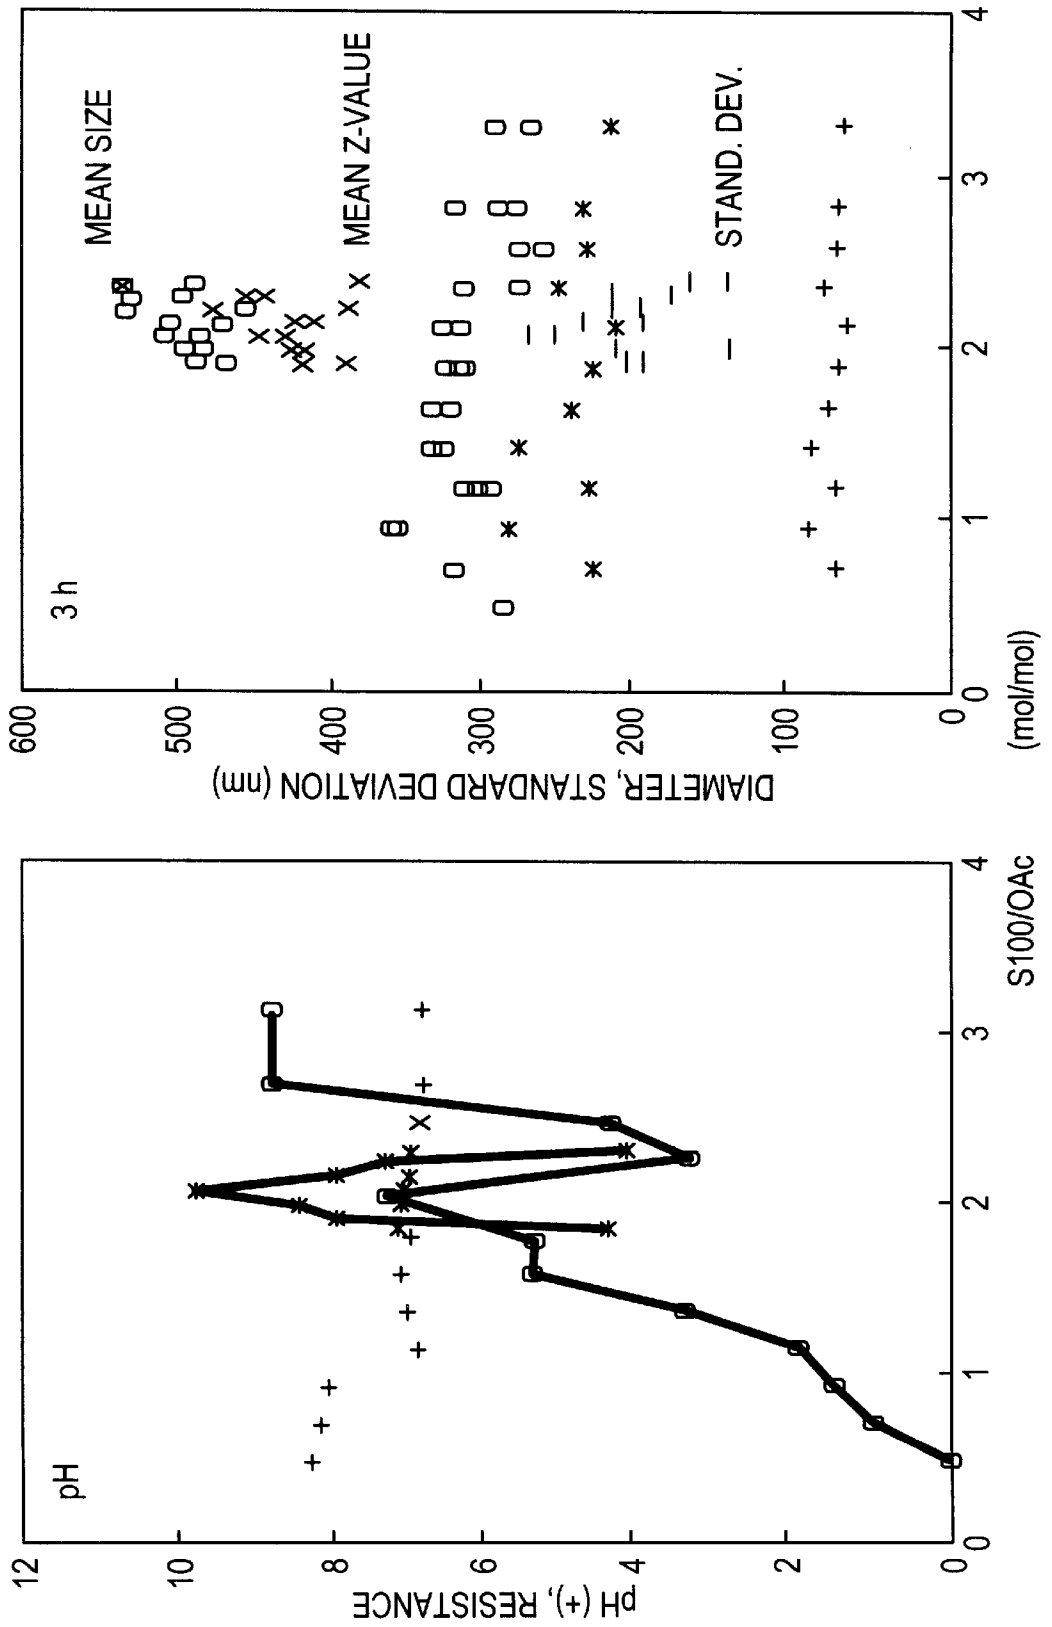 pH
pH (+), RESISTANCE
12
10
8
6
4
2
0
0
1
2
3
4
S100/OAc
3 h
MEAN SIZE
MEAN Z-VALUE
STAND. DEV.
DIAMETER, STANDARD DEVIATION (nm)
600
500
400
300
200
100
0
0
1
2
3
4
(mol/mol)